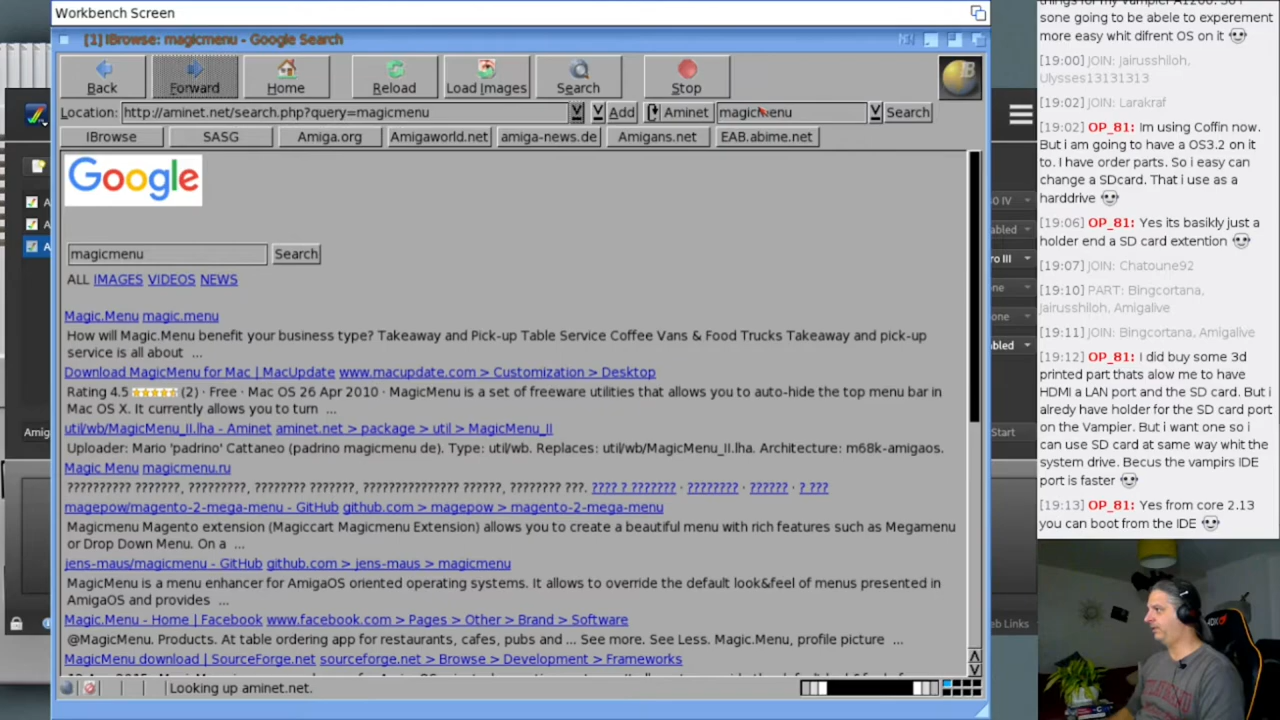 Workbench Screen
[1] IBrowse: magicmenu - Google Search
Back
Forward
Home
Reload
Load Images
Search
Stop
Location:
http://aminet.net/search.php?query=magicmenu
Add
Aminet
magicmenu
Search
IBrowse
SASG
Amiga.org
Amigaworld.net
amiga-news.de
Amigans.net
EAB.abime.net
Google
magicmenu
Search
ALL IMAGES VIDEOS NEWS
Magic.Menu magic.menu
How will Magic.Menu benefit your business type? Takeaway and Pick-up Table Service Coffee Vans & Food Trucks Takeaway and pick-up
service is all about ...
Download MagicMenu for Mac | MacUpdate www.macupdate.com > Customization > Desktop
Rating 4.5 (2) · Free · Mac OS 26 Apr 2010 · MagicMenu is a set of freeware utilities that allows you to auto-hide the top menu bar in
Mac OS X. It currently allows you to turn ...
util/wb/MagicMenu_II.lha - Aminet aminet.net > package > util > MagicMenu_II
Uploader: Mario 'padrino' Cattaneo (padrino magicmenu de). Type: util/wb. Replaces: util/wb/MagicMenu_II.lha. Architecture: m68k-amigaos.
Magic Menu magicmenu.ru
?????????? ???????, ?????????, ???????? ???????, ????????????? ??????, ???????? ???. ???? ? ??????? · ???????? · ?????? · ? ???
magepow/magento-2-mega-menu - GitHub github.com > magepow > magento-2-mega-menu
Magicmenu Magento extension (Magiccart Magicmenu Extension) allows you to create a beautiful menu with rich features such as Megamenu
or Drop Down Menu. On a ...
jens-maus/magicmenu - GitHub github.com > jens-maus > magicmenu
MagicMenu is a menu enhancer for AmigaOS oriented operating systems. It allows to override the default look&feel of menus presented in
AmigaOS and provides ...
Magic.Menu - Home | Facebook www.facebook.com > Pages > Other > Brand > Software
@MagicMenu. Products. At table ordering app for restaurants, cafes, pubs and ... See more. See Less. Magic.Menu, profile picture ...
MagicMenu download | SourceForge.net sourceforge.net > Browse > Development > Frameworks
Looking up aminet.net.
Amig
Start
Web Links
sone going to be abele to experement
more easy whit difrent OS on it
[19:00] JOIN: Jairusshiloh,
Ulysses13131313
[19:02] JOIN: Larakraf
[19:02] OP_81: Im using Coffin now.
But i am going to have a OS3.2 on it
to. I have order parts. So i easy can
change a SDcard. That i use as a
harddrive
[19:06] OP_81: Yes its basikly just a
holder end a SD card extention
[19:07] JOIN: Chatoune92
[19:10] PART: Bingcortana,
Jairusshiloh, Amigalive
[19:11] JOIN: Bingcortana, Amigalive
[19:12] OP_81: I did buy some 3d
printed part thats alow me to have
HDMI a LAN port and the SD card. But i
alredy have holder for the SD card port
on the Vampier. But i want one so i
can use SD card at same way whit the
system drive. Becus the vampirs IDE
port is faster
[19:13] OP_81: Yes from core 2.13
you can boot from the IDE